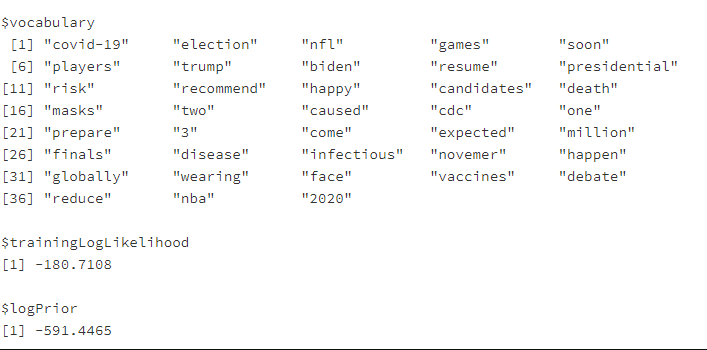 $vocabulary
 [1] "covid-19"     "election"     "nfl"          "games"        "soon"
 [6] "players"      "trump"        "biden"        "resume"       "presidential"
[11] "risk"         "recommend"    "happy"        "candidates"   "death"
[16] "masks"        "two"          "caused"       "cdc"          "one"
[21] "prepare"      "3"            "come"         "expected"     "million"
[26] "finals"       "disease"      "infectious"   "novemer"      "happen"
[31] "globally"     "wearing"      "face"         "vaccines"     "debate"
[36] "reduce"       "nba"          "2020"
$trainingLogLikelihood
[1] -180.7108
$logPrior
[1] -591.4465